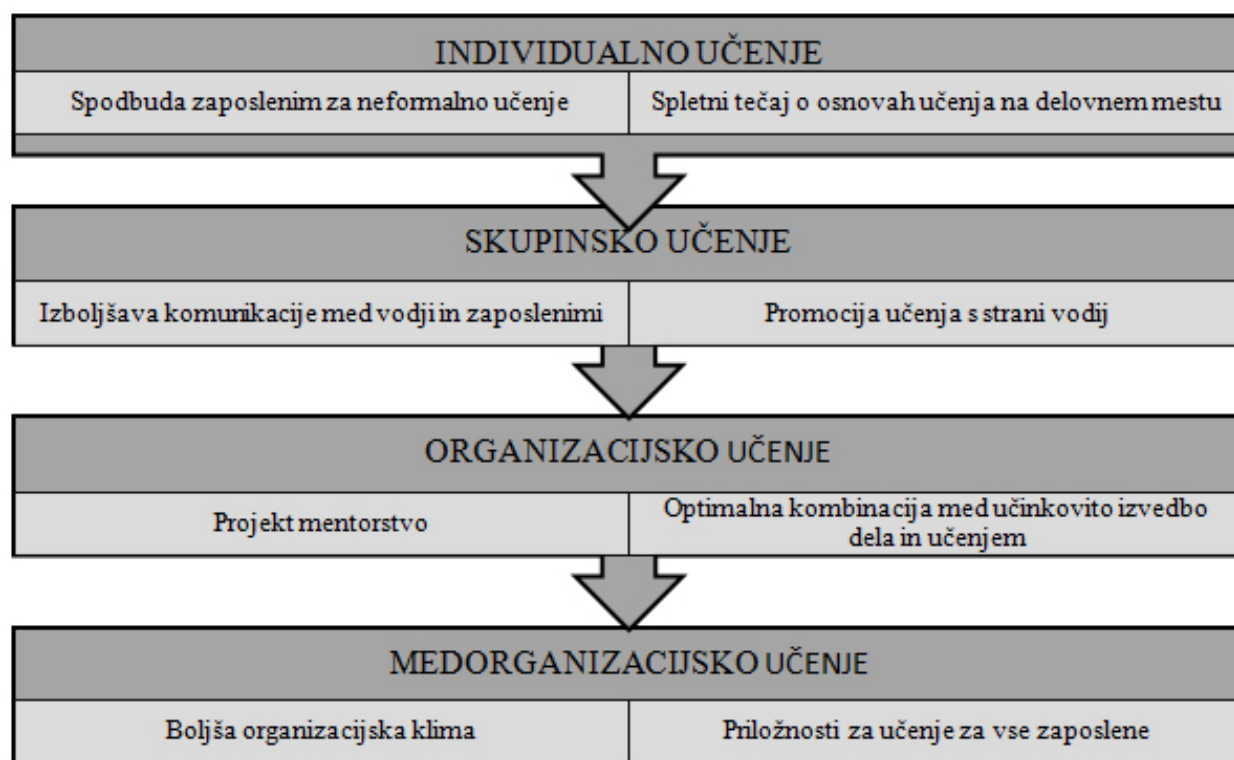 INDIVIDUALNO UČENJE
Spodbuda zaposlenim za neformalno učenje
Spletni tečaj o osnovah učenja na delovnem mestu
SKUPINSKO UČENJE
Izboljšava komunikacije med vodji in zaposlenimi
Promocija učenja s strani vodij
ORGANIZACIJSKO UČENJE
Projekt mentorstvo
Optimalna kombinacija med učinkovito izvedbo
dela in učenjem
MEDORGANIZACIJSKO UČENJE
Boljša organizacijska klima
Priložnosti za učenje za vse zaposlene